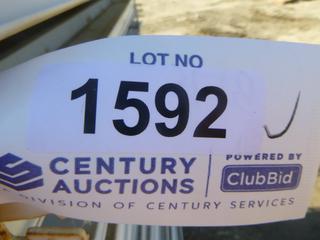 LOT NO
1592
CENTURY
AUCTIONS
POWERED BY
ClubBid
DIVISION OF CENTURY SERVICES